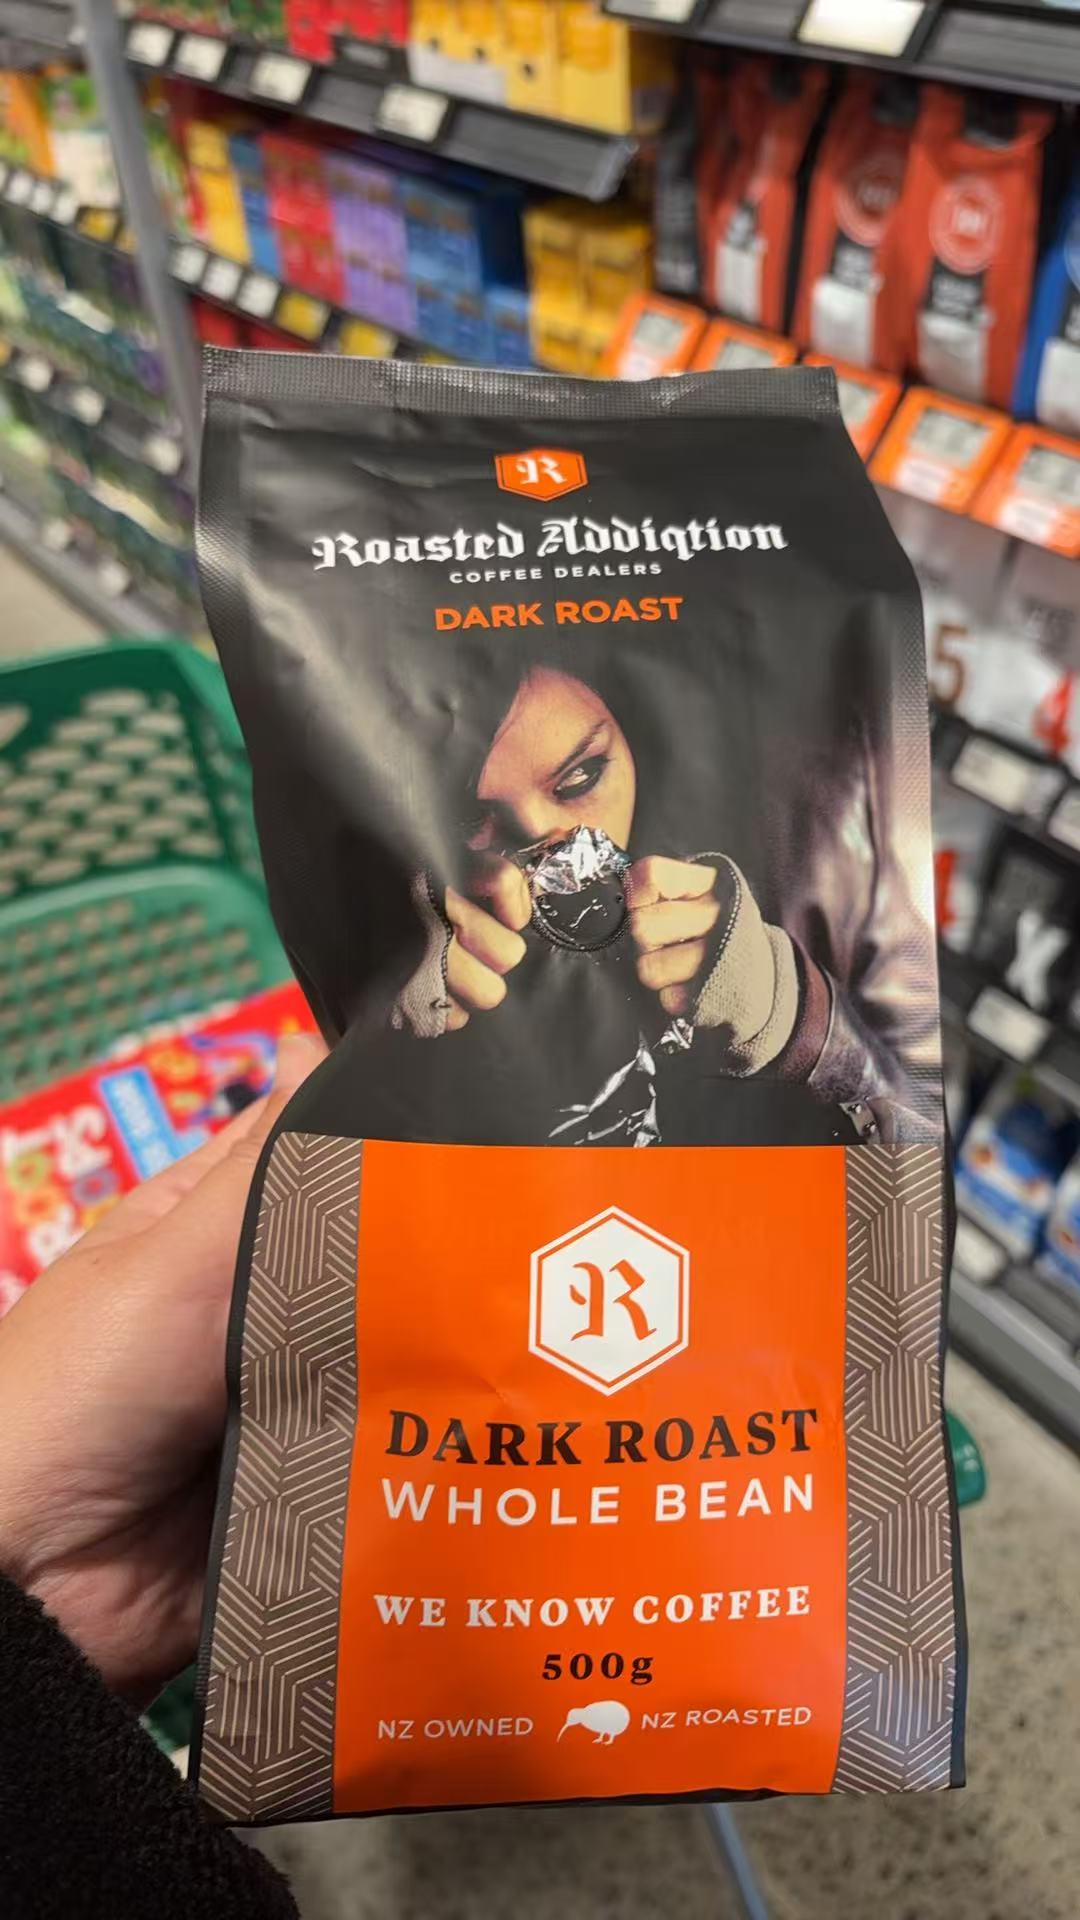 R
Roasted Addiqtion
COFFEE DEALERS
DARK ROAST
R
DARK ROAST
WHOLE BEAN
WE KNOW COFFEE
500g
NZ OWNED NZ ROASTED